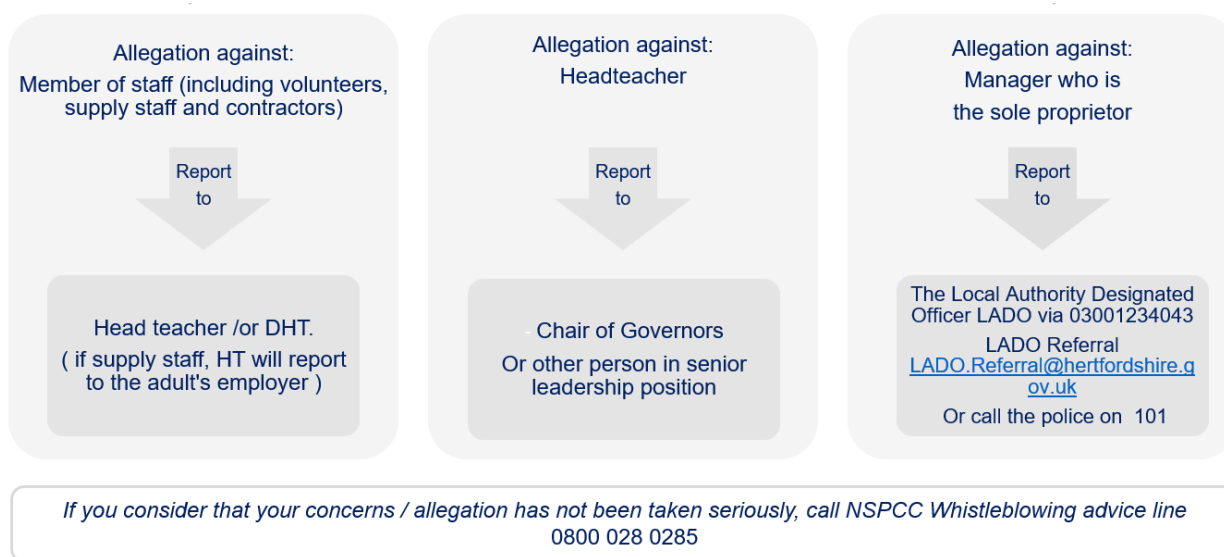 Allegation against:
Member of staff (including volunteers,
supply staff and contractors)
Report
to
Head teacher /or DHT.
( if supply staff, HT will report
to the adult's employer )
Allegation against:
Headteacher
Report
to
- Chair of Governors
Or other person in senior
leadership position
Allegation against:
Manager who is
the sole proprietor
Report
to
The Local Authority Designated
Officer LADO via 03001234043
LADO Referral
LADO.Referral@hertfordshire.g
ov.uk
Or call the police on 101
If you consider that your concerns / allegation has not been taken seriously, call NSPCC Whistleblowing advice line
0800 028 0285